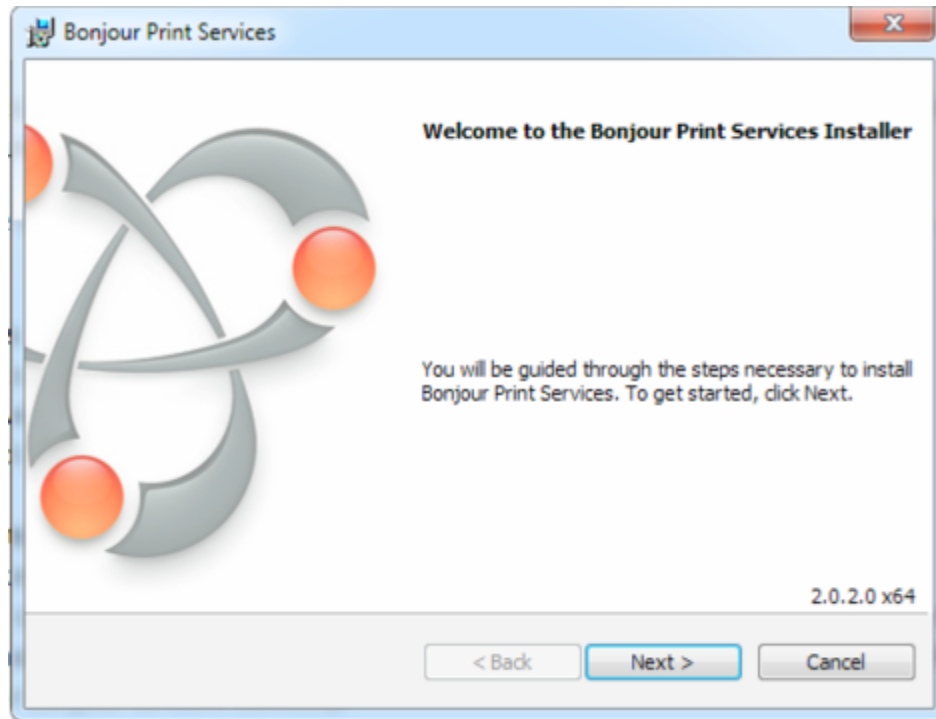 Bonjour Print Services
Welcome to the Bonjour Print Services Installer
You will be guided through the steps necessary to install
Bonjour Print Services. To get started, click Next.
2.0.2.0 x64
< Back Next > Cancel